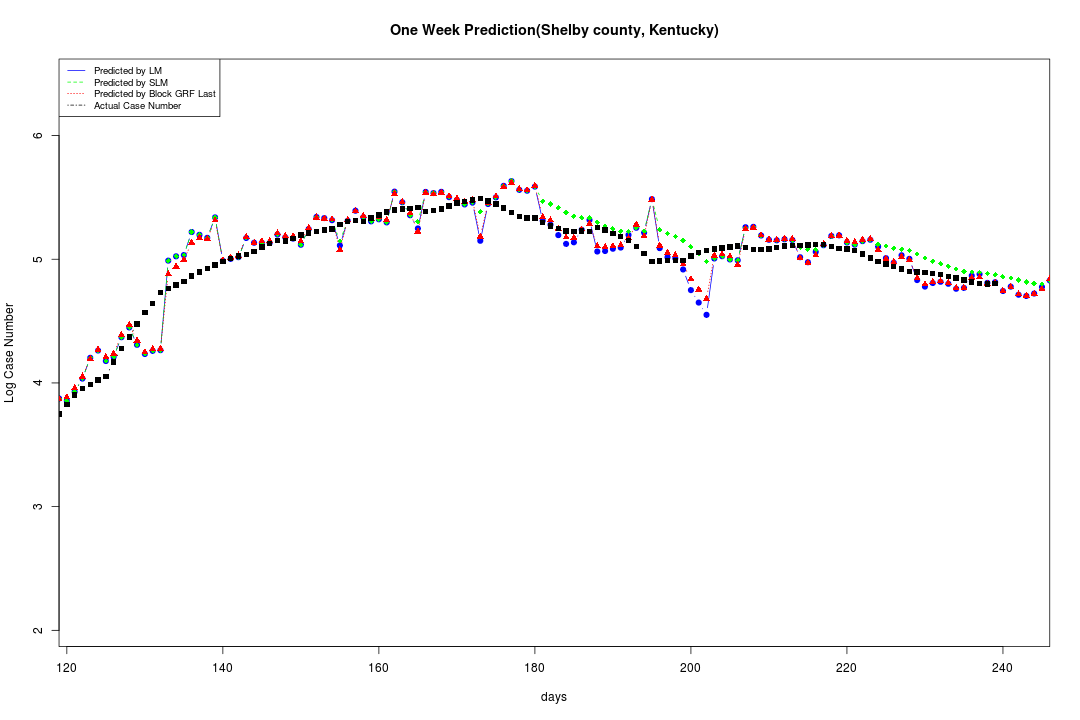 One Week Prediction(Shelby county, Kentucky)
Predicted by LM
Predicted by SLM
Predicted by Block GRF Last
Actual Case Number
6
5
4
3
2
Log Case Number
120 140 160 180 200 220 240
days